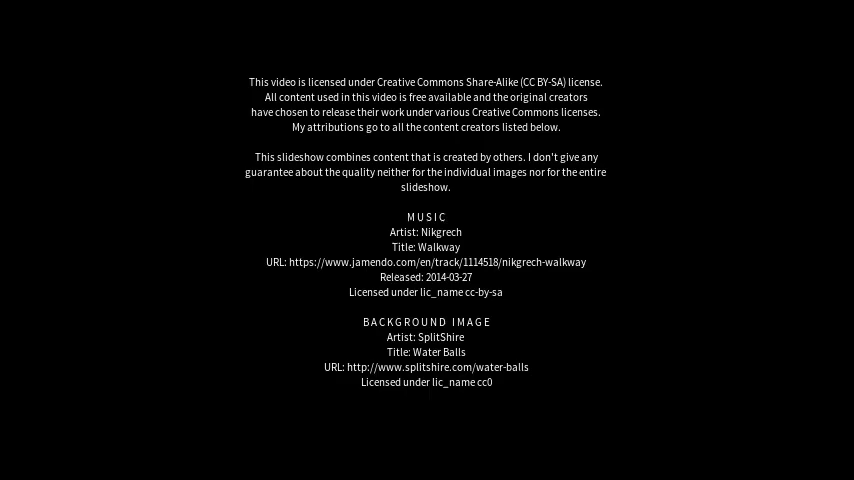 This video is licensed under Creative Commons Share-Alike (CC BY-SA) license.
All content used in this video is free available and the original creators
have chosen to release their work under various Creative Commons licenses.
My attributions go to all the content creators listed below.
This slideshow combines content that is created by others. I don't give any
guarantee about the quality neither for the individual images nor for the entire
slideshow.
MUSIC
Artist: Nikgrech
Title: Walkway
URL: https://www.jamendo.com/en/track/1114518/nikgrech-walkway
Released: 2014-03-27
Licensed under lic_name cc-by-sa
BACKGROUND IMAGE
Artist: SplitShire
Title: Water Balls
URL: http://www.splitshire.com/water-balls
Licensed under lic_name cc0